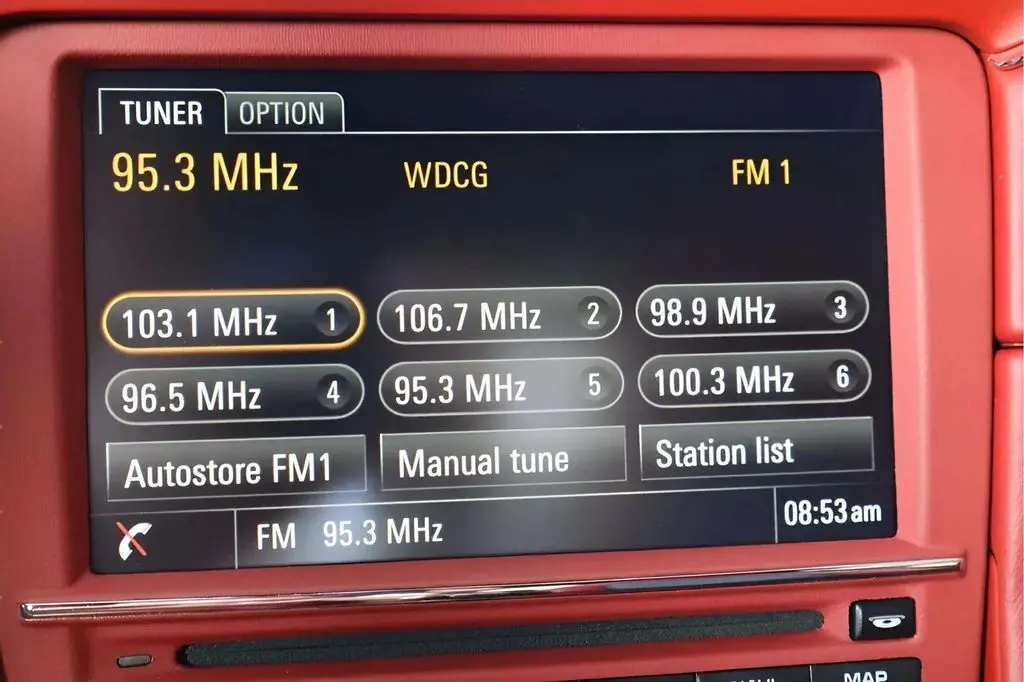 TUNER OPTION
95.3 MHz WDCG FM 1
103.1 MHz 1 106.7 MHz 2 98.9 MHz 3
96.5 MHz 4 95.3 MHz 5 100.3 MHz 6
Autostore FM1 Manual tune Station list
FM 95.3 MHz 08:53am
MAP